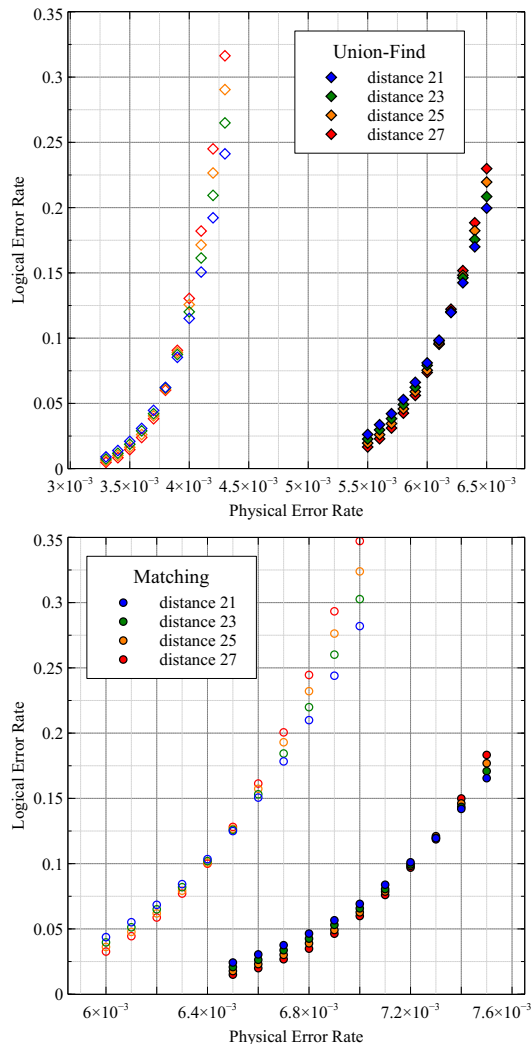 0.35
0.3
0.25
0.2
0.15
0.1
0.05
0
Logical Error Rate
Union-Find
distance 21
distance 23
distance 25
distance 27
3×10⁻³ 3.5×10⁻³ 4×10⁻³ 4.5×10⁻³ 5×10⁻³ 5.5×10⁻³ 6×10⁻³ 6.5×10⁻³
Physical Error Rate
0.35
0.3
0.25
0.2
0.15
0.1
0.05
0
Logical Error Rate
Matching
distance 21
distance 23
distance 25
distance 27
6×10⁻³ 6.4×10⁻³ 6.8×10⁻³ 7.2×10⁻³ 7.6×10⁻³
Physical Error Rate